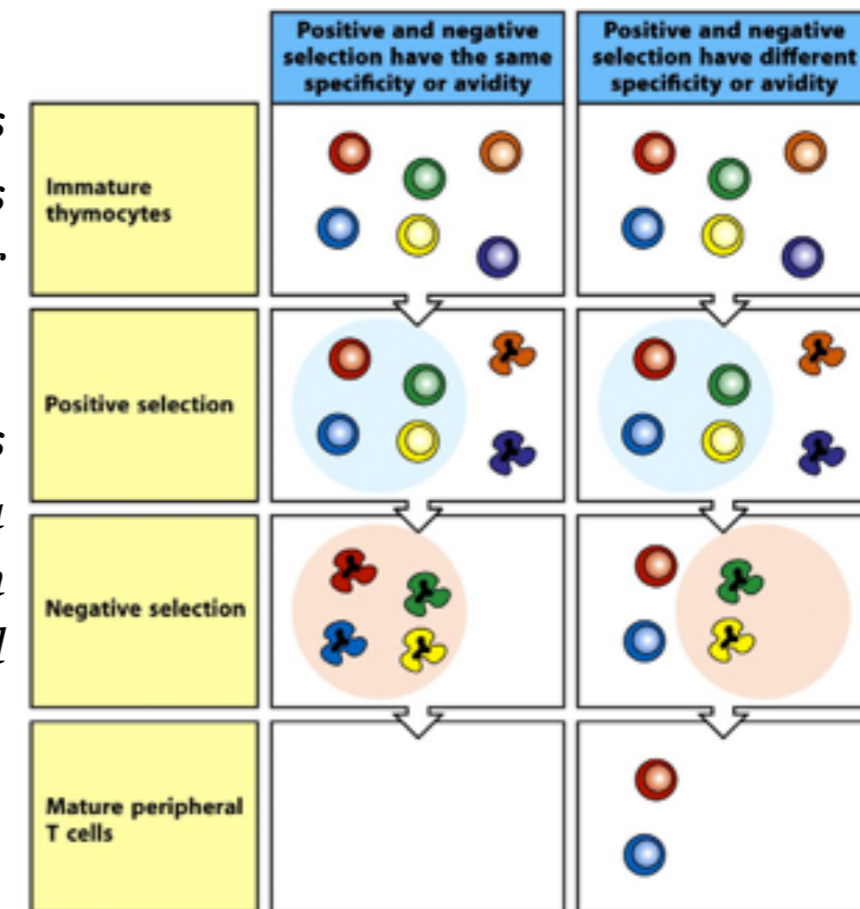 Positive and negative
selection have the same
specificity or avidity
Positive and negative
selection have different
specificity or avidity
s
s
.
Immature
thymocytes
s
a
n
d
Positive selection
Negative selection
Mature peripheral
T cells